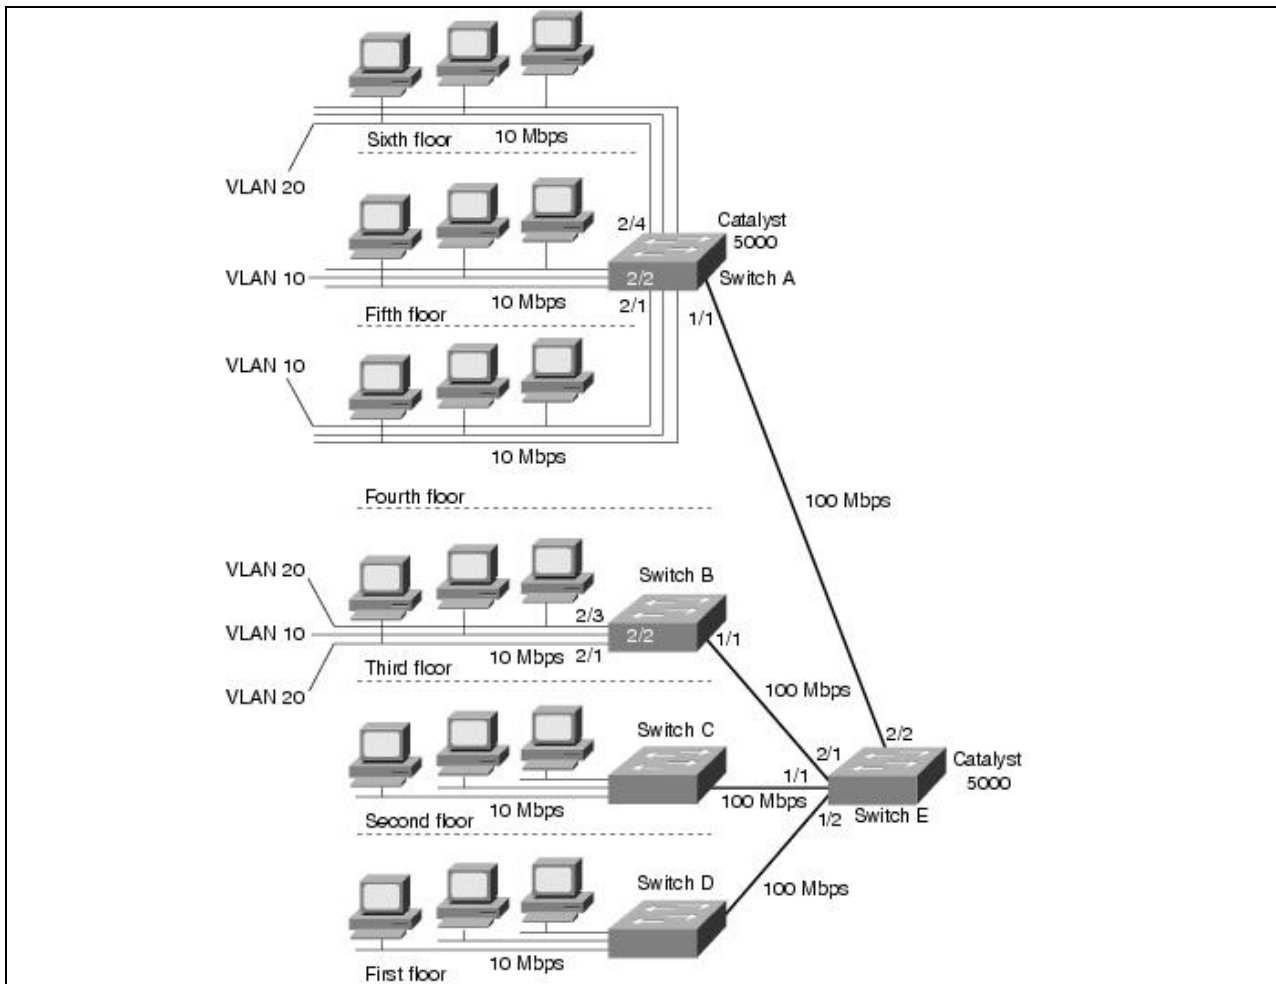 Sixth floor
10 Mbps
VLAN 20
2/4
Catalyst
5000
VLAN 10
2/2
Switch A
10 Mbps
2/1
Fifth floor
1/1
VLAN 10
10 Mbps
Fourth floor
100 Mbps
VLAN 20
Switch B
2/3
VLAN 10
2/2
1/1
10 Mbps
2/1
Third floor
100 Mbps
VLAN 20
Switch C
2/2
2/1
Catalyst
5000
1/1
100 Mbps
10 Mbps
Second floor
1/2
Switch E
Switch D
100 Mbps
10 Mbps
First floor